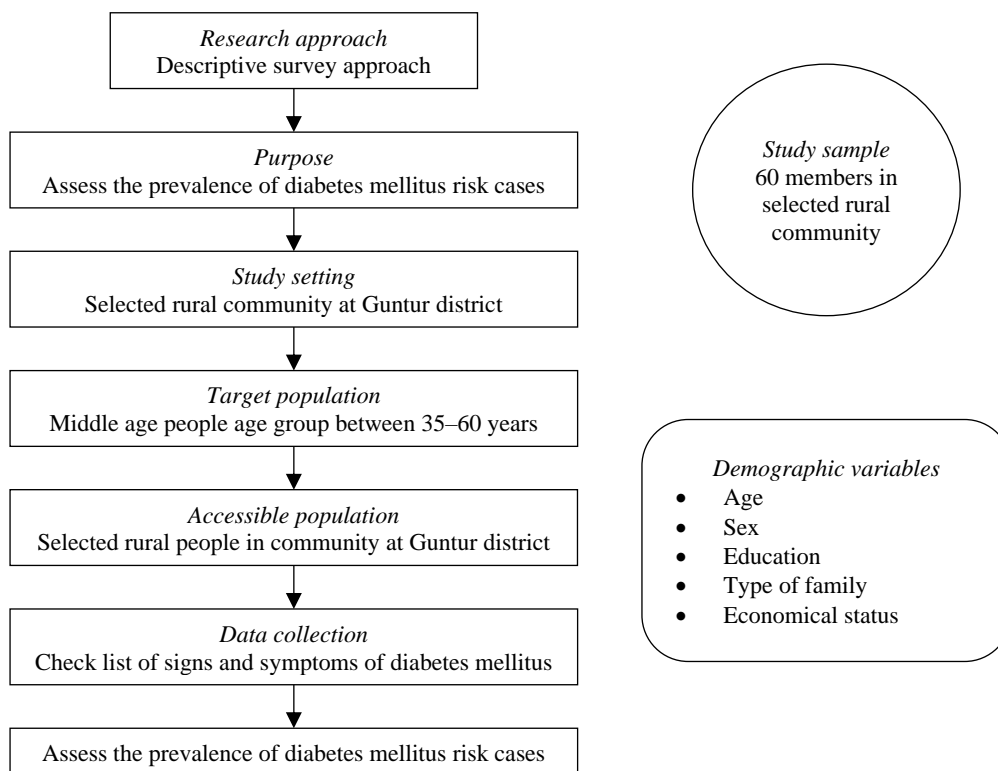 Research approach
Descriptive survey approach
Purpose
Assess the prevalence of diabetes mellitus risk cases
Study setting
Selected rural community at Guntur district
Target population
Middle age people age group between 35–60 years
Accessible population
Selected rural people in community at Guntur district
Data collection
Check list of signs and symptoms of diabetes mellitus
Assess the prevalence of diabetes mellitus risk cases
Study sample
60 members in
selected rural
community
Demographic variables
• Age
• Sex
• Education
• Type of family
• Economical status